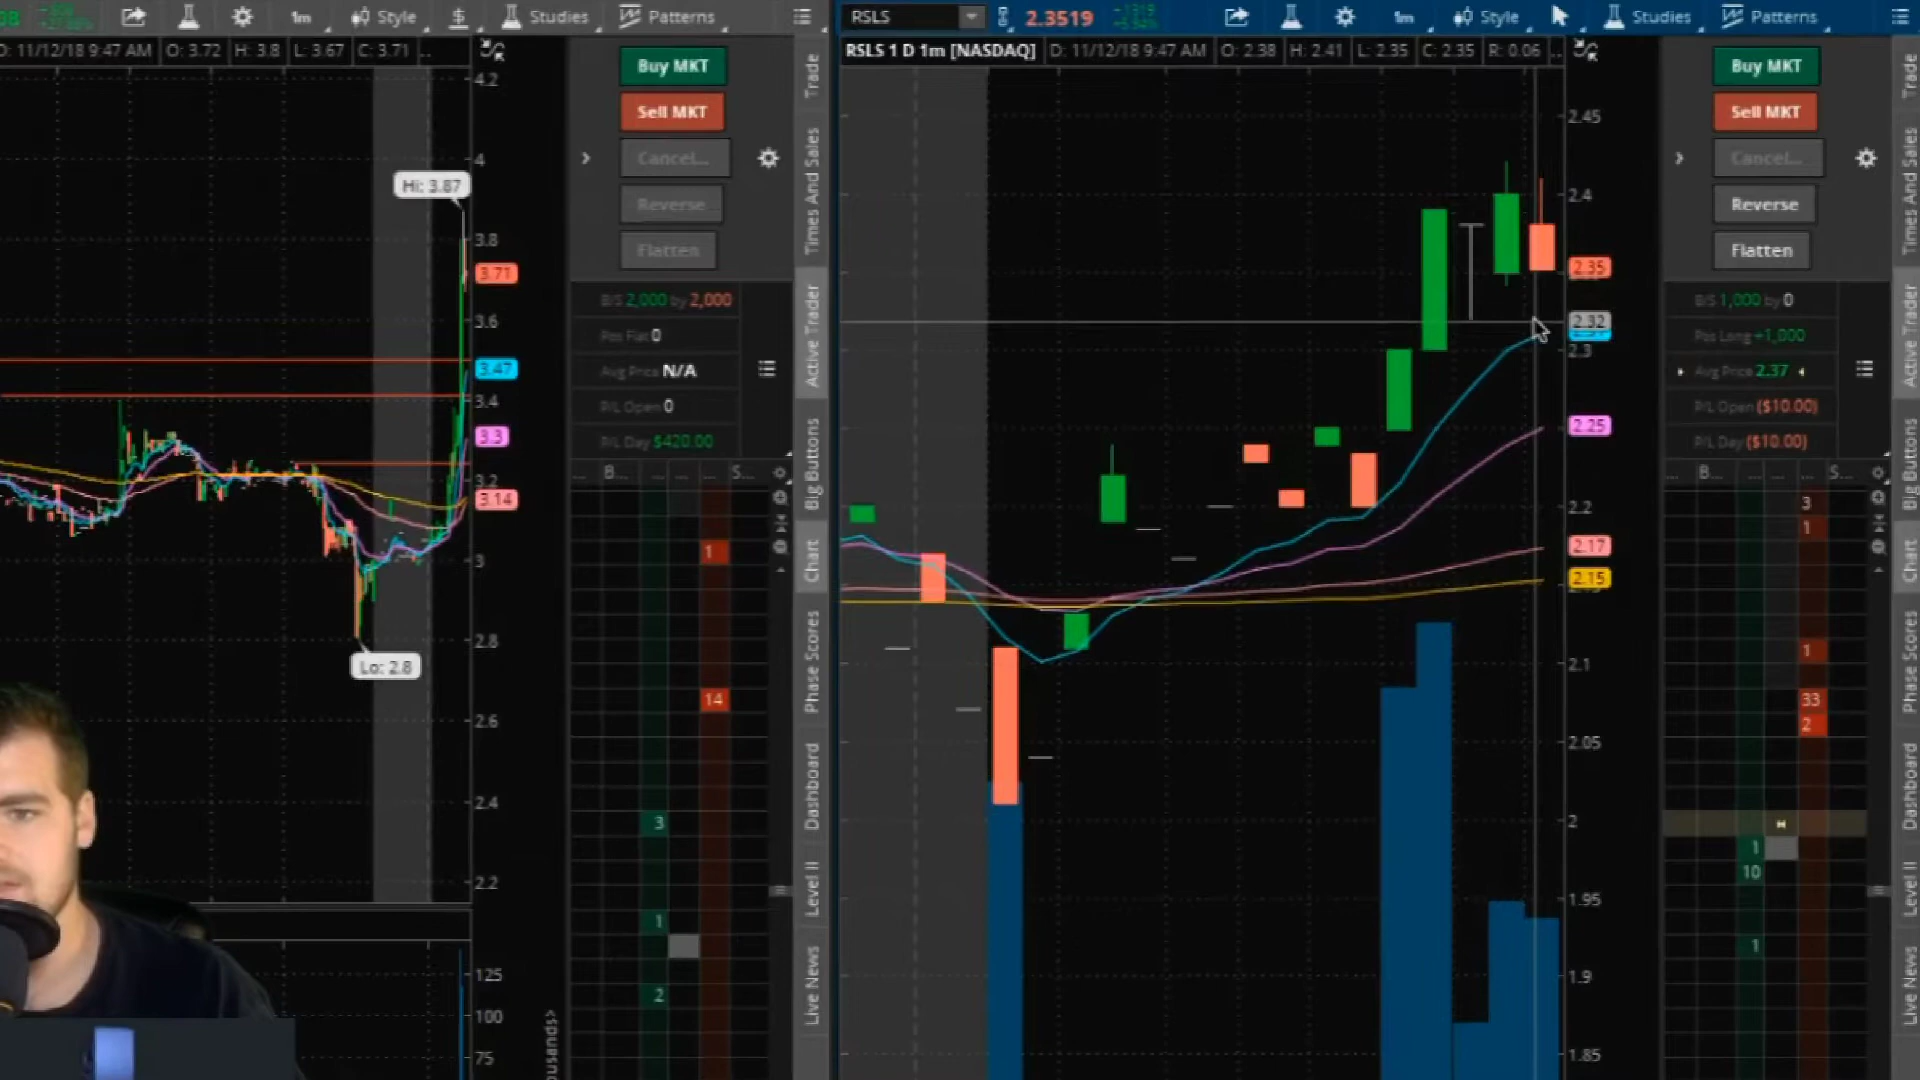 1m Style $ Studies Patterns
D: 11/12/18 9:47 AM O: 3.72 H: 3.8 L: 3.67 C: 3.71 ..
4.2
4
Hi: 3.87
3.8
3.71
3.6
3.47
3.4
3.3
3.2
3.14
3
2.8
Lo: 2.8
2.6
2.4
2.2
125
100
75
Buy MKT
Sell MKT
Cancel...
Reverse
Flatten
B/S 2,000 by 2,000
Pos Flat 0
Avg Price N/A
P/L Open 0
P/L Day $420.00
... B... ... ... S...
1
14
3
1
2
Trade
Times And Sales
Active Trader
Big Buttons
Chart
Phase Scores
Dashboard
Level II
Live News
RSLS 2.3519 1m Style Studies Patterns
RSLS 1 D 1m [NASDAQ] D: 11/12/18 9:47 AM O: 2.38 H: 2.41 L: 2.35 C: 2.35 R: 0.06 ..
2.45
2.4
2.35
2.32
2.3
2.25
2.2
2.17
2.15
2.1
2.05
2
1.95
1.9
1.85
Buy MKT
Sell MKT
Cancel...
Reverse
Flatten
B/S 1,000 by 0
Pos Long +1,000
Avg Price 2.37
P/L Open ($10.00)
P/L Day ($10.00)
... B... ... ... S...
3
1
1
33
2
1
10
1
Trade
Times And Sales
Active Trader
Big Buttons
Chart
Phase Scores
Dashboard
Level II
Live News